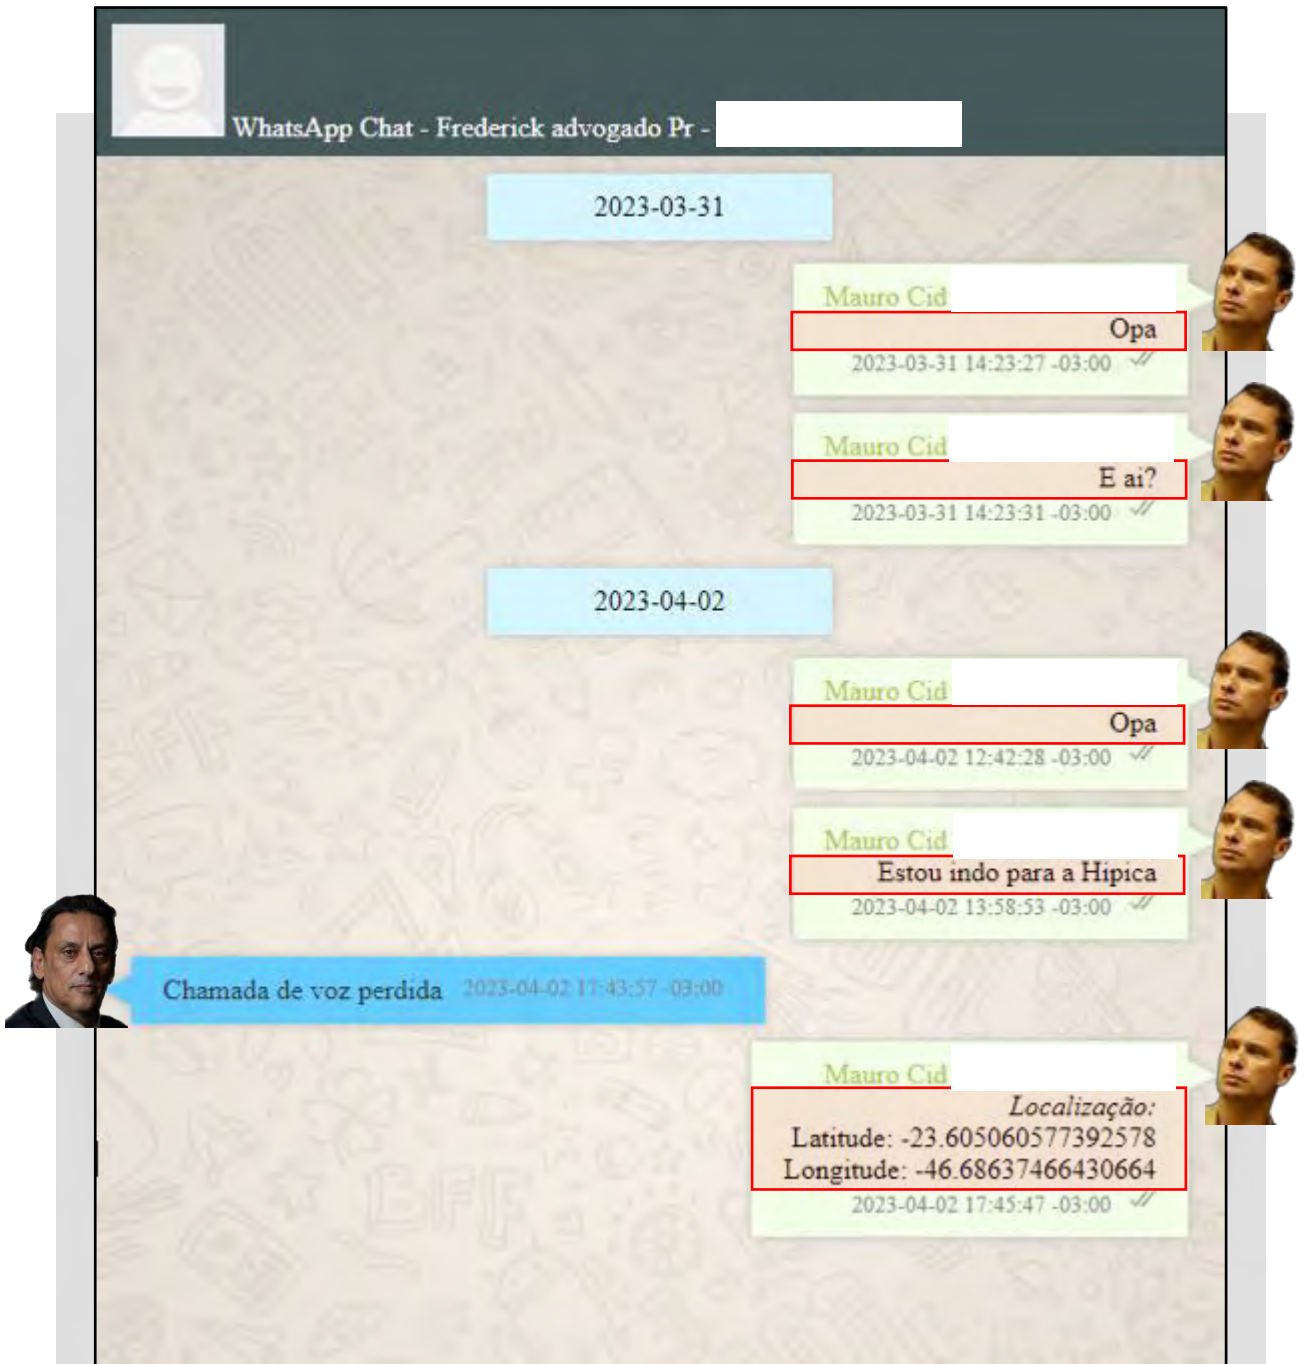 WhatsApp Chat - Frederick advogado Pr -
2023-03-31
Mauro Cid
Opa
2023-03-31 14:23:27 -03:00
Mauro Cid
E ai?
2023-03-31 14:23:31 -03:00
2023-04-02
Mauro Cid
Opa
2023-04-02 12:42:28 -03:00
Mauro Cid
Estou indo para a Hipica
2023-04-02 13:58:53 -03:00
Chamada de voz perdida 2023-04-02 17:43:57 -03:00
Mauro Cid
Localização:
Latitude: -23.605060577392578
Longitude: -46.68637466430664
2023-04-02 17:45:47 -03:00